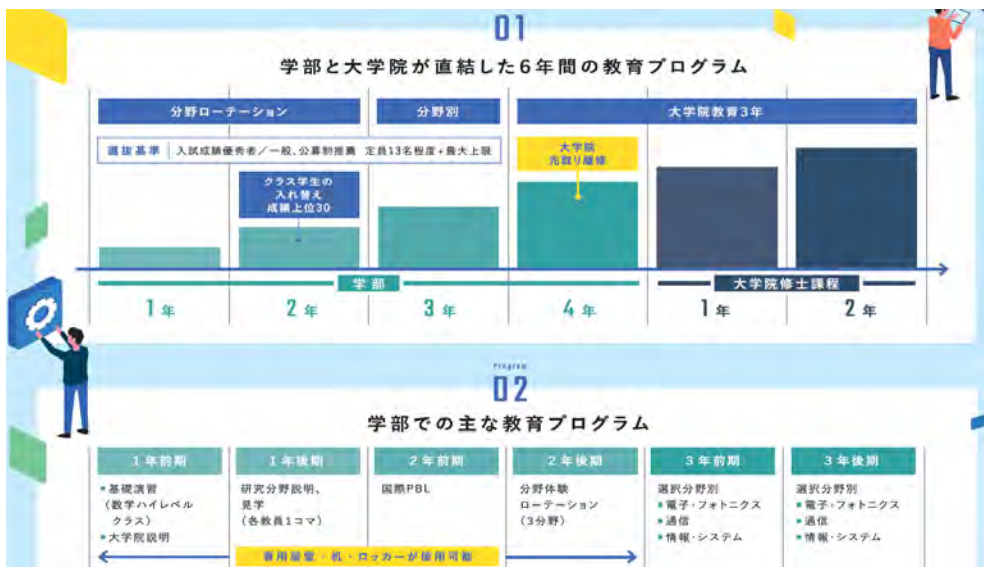 01
学部と大学院が直結した6年間の教育プログラム
分野ローテーション
分野別
大学院教育3年
選抜基準 入試成績優秀者/一般、公募制推薦 定員13名程度+最大上限
大学院
先取り履修
クラス学生の
入れ替え
成績上位30
学部
大学院修士課程
1年
2年
3年
4年
1年
2年
Program
02
学部での主な教育プログラム
1年前期
1年後期
2年前期
2年後期
3年前期
3年後期
・基礎演習
(数学ハイレベル
クラス)
・大学院説明
研究分野説明、
見学
(各教員1コマ)
国際PBL
分野体験
ローテーション
(3分野)
選択分野別
・電子・フォトニクス
・通信
・情報・システム
選択分野別
・電子・フォトニクス
・通信
・情報・システム
・机・ロッカーが使用可能